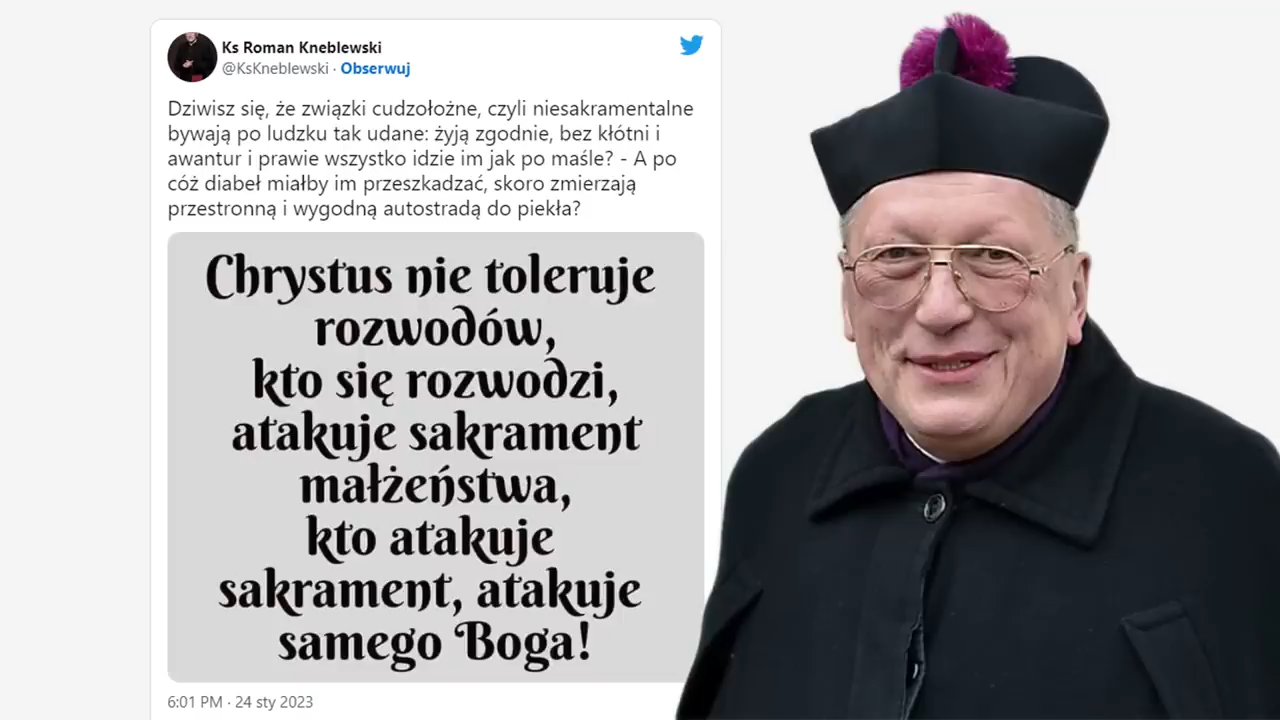 Ks Roman Kneblewski
@KsKneblewski · Obserwuj
Dziwisz się, że związki cudzołożne, czyli niesakramentalne
bywają po ludzku tak udane: żyją zgodnie, bez kłótni i
awantur i prawie wszystko idzie im jak po maśle? - A po
cóż diabeł miałby im przeszkadzać, skoro zmierzają
przestronną i wygodną autostradą do piekła?
Chrystus nie toleruje
rozwodów,
kto się rozwodzi,
atakuje sakrament
małżeństwa,
kto atakuje
sakrament, atakuje
samego Boga!
6:01 PM · 24 sty 2023